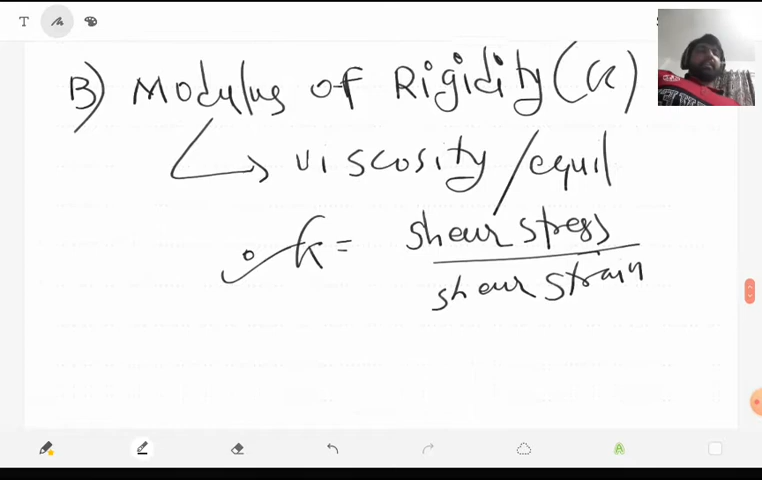 B) Modulus of Rigidity (K)
viscosity/equil
K = shear stress
shear strain